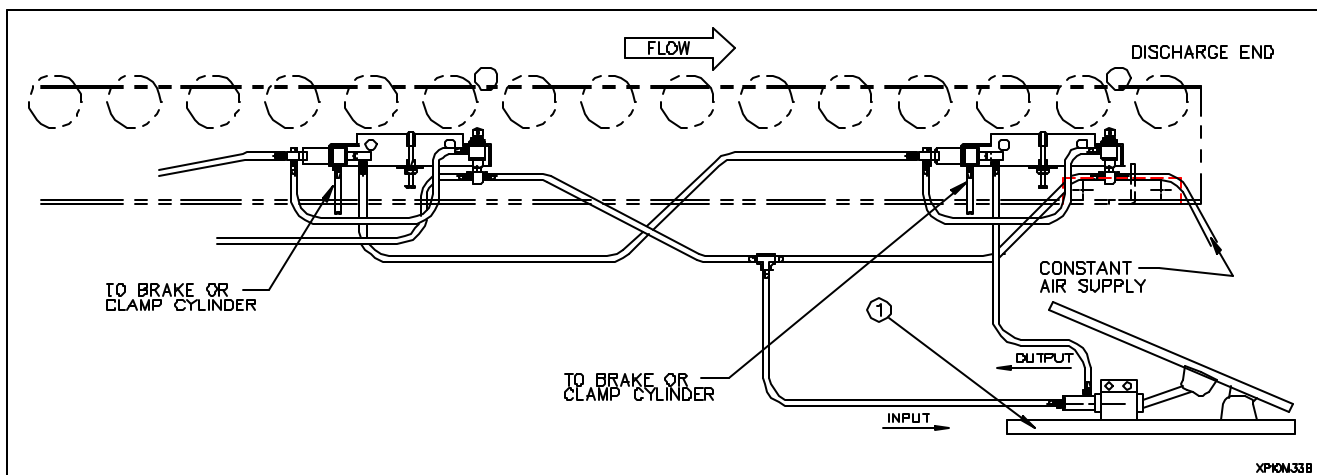 FLOW
DISCHARGE END
TO BRAKE OR
CLAMP CYLINDER
CONSTANT
AIR SUPPLY
1
TO BRAKE OR
CLAMP CYLINDER
OUTPUT
INPUT